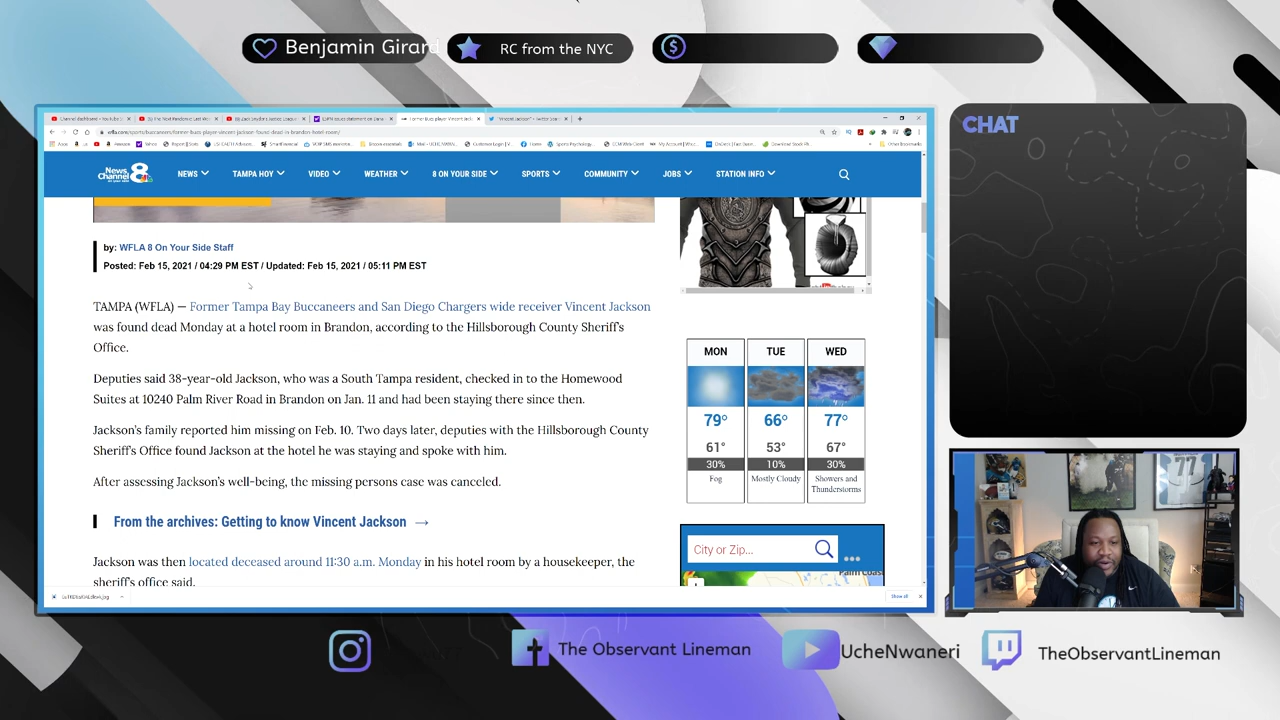 Benjamin Girard
RC from the NYC
CHAT
News
Channel 8
NEWS
TAMPA HOY
VIDEO
WEATHER
8 ON YOUR SIDE
SPORTS
COMMUNITY
JOBS
STATION INFO
by: WFLA 8 On Your Side Staff
Posted: Feb 15, 2021 / 04:29 PM EST / Updated: Feb 15, 2021 / 05:11 PM EST
TAMPA (WFLA) — Former Tampa Bay Buccaneers and San Diego Chargers wide receiver Vincent Jackson
was found dead Monday at a hotel room in Brandon, according to the Hillsborough County Sheriff's
Office.
Deputies said 38-year-old Jackson, who was a South Tampa resident, checked in to the Homewood
Suites at 10240 Palm River Road in Brandon on Jan. 11 and had been staying there since then.
Jackson's family reported him missing on Feb. 10. Two days later, deputies with the Hillsborough County
Sheriff's Office found Jackson at the hotel he was staying and spoke with him.
After assessing Jackson's well-being, the missing persons case was canceled.
From the archives: Getting to know Vincent Jackson →
Jackson was then located deceased around 11:30 a.m. Monday in his hotel room by a housekeeper, the
sheriff's office said.
MON TUE WED
79° 66° 77°
61° 53° 67°
30% 10% 30%
Fog Mostly Cloudy Showers and
Thunderstorms
City or Zip...
Show all
77
The Observant Lineman
UcheNwaneri
TheObservantLineman